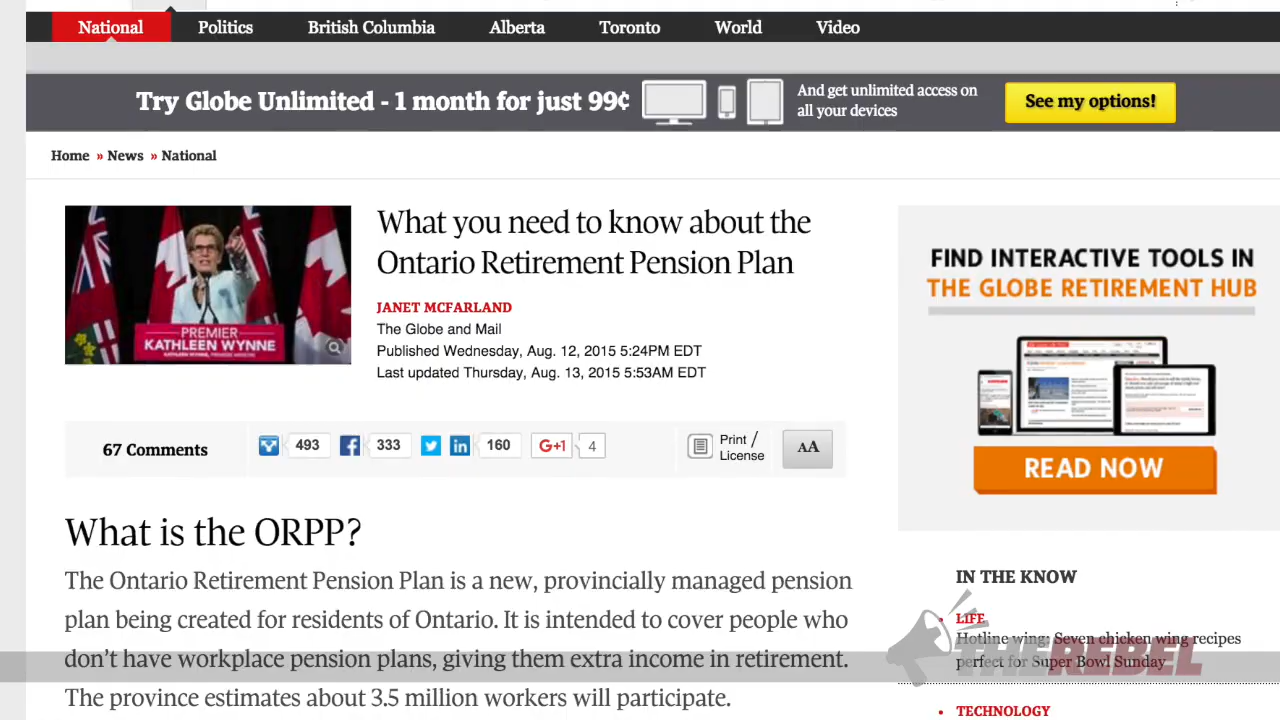 National Politics British Columbia Alberta Toronto World Video
Try Globe Unlimited - 1 month for just 99¢
And get unlimited access on
all your devices
See my options!
Home » News » National
PREMIER
KATHLEEN WYNNE
What you need to know about the
Ontario Retirement Pension Plan
JANET MCFARLAND
The Globe and Mail
Published Wednesday, Aug. 12, 2015 5:24PM EDT
Last updated Thursday, Aug. 13, 2015 5:53AM EDT
67 Comments
493
333
160
G+1
4
Print /
License
AA
What is the ORPP?
The Ontario Retirement Pension Plan is a new, provincially managed pension
plan being created for residents of Ontario. It is intended to cover people who
don't have workplace pension plans, giving them extra income in retirement.
The province estimates about 3.5 million workers will participate.
FIND INTERACTIVE TOOLS IN
THE GLOBE RETIREMENT HUB
READ NOW
IN THE KNOW
• LIFE
Hotline wing: Seven chicken wing recipes
perfect for Super Bowl Sunday
THE REBEL
• TECHNOLOGY